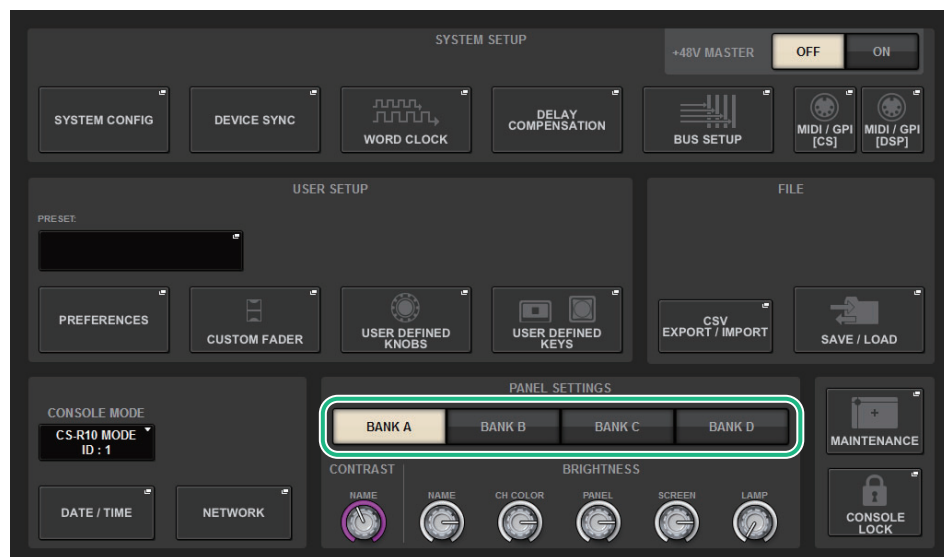 SYSTEM SETUP
+48V MASTER
OFF
ON
SYSTEM CONFIG
DEVICE SYNC
WORD CLOCK
DELAY
COMPENSATION
BUS SETUP
MIDI / GPI
[CS]
MIDI / GPI
[DSP]
USER SETUP
PRESET:
PREFERENCES
CUSTOM FADER
USER DEFINED
KNOBS
USER DEFINED
KEYS
FILE
CSV
EXPORT / IMPORT
SAVE / LOAD
CONSOLE MODE
CS-R10 MODE
ID : 1
DATE / TIME
NETWORK
PANEL SETTINGS
BANK A
BANK B
BANK C
BANK D
CONTRAST
BRIGHTNESS
NAME
NAME
CH COLOR
PANEL
SCREEN
LAMP
MAINTENANCE
CONSOLE
LOCK